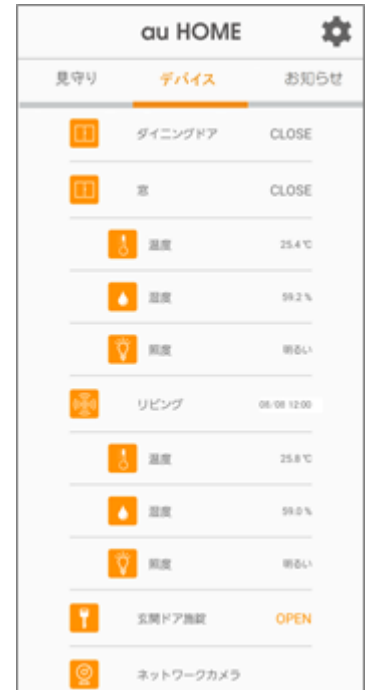 au HOME
見守り デバイス お知らせ
ダイニングドア CLOSE
窓 CLOSE
温度 25.4 ℃
湿度 59.2 %
照度 明るい
リビング 08/08 12:00
温度 25.8 ℃
湿度 59.0 %
照度 明るい
玄関ドア施錠 OPEN
ネットワークカメラ